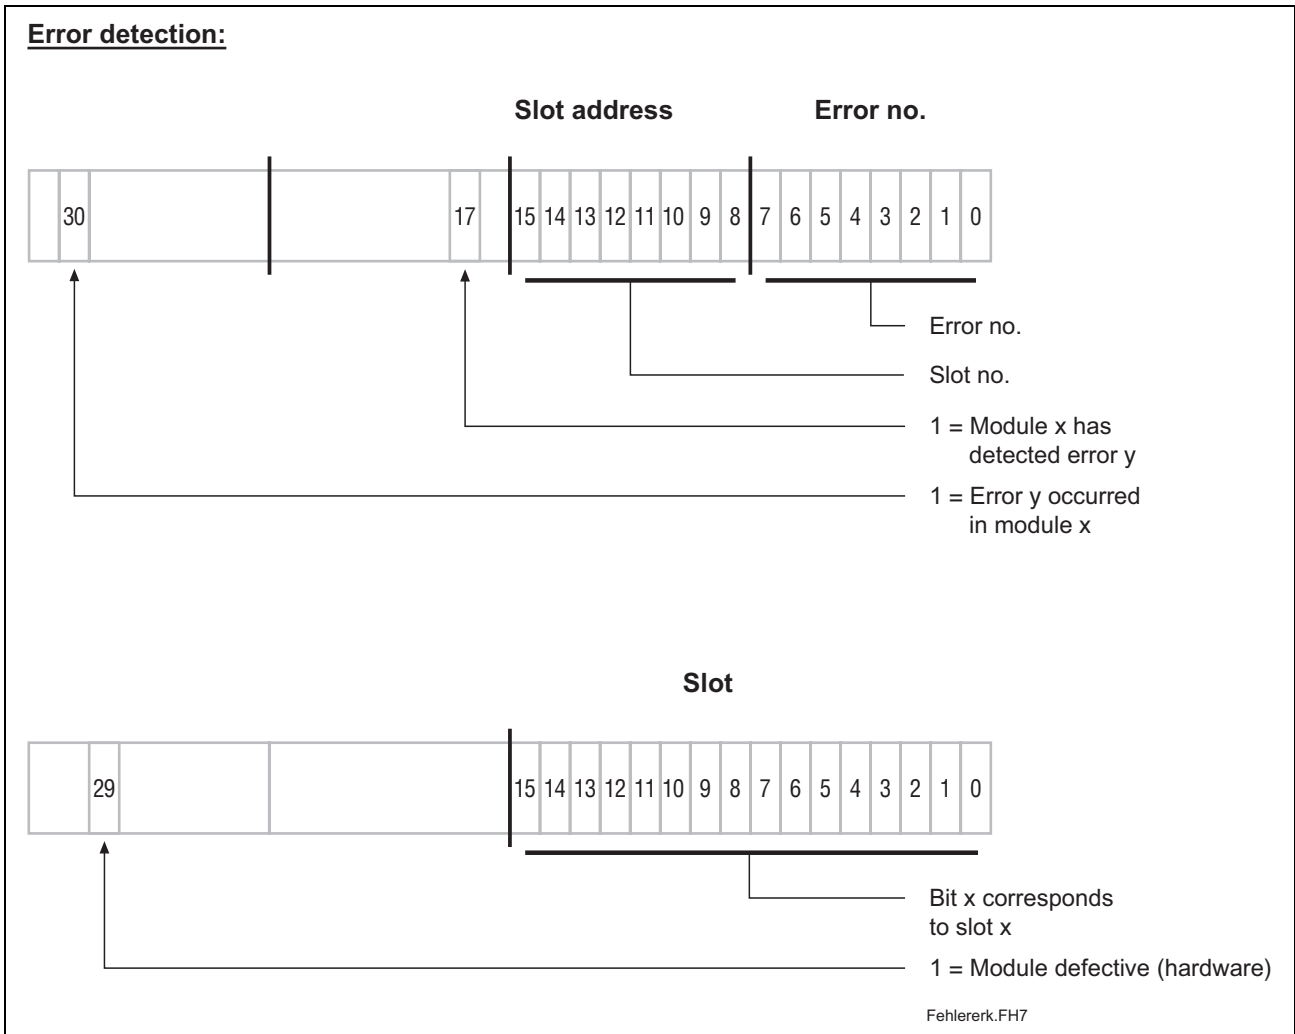 Error detection:
Slot address Error no.
30 17 15 14 13 12 11 10 9 8 7 6 5 4 3 2 1 0
Error no.
Slot no.
1 = Module x has
detected error y
1 = Error y occurred
in module x
Slot
29 15 14 13 12 11 10 9 8 7 6 5 4 3 2 1 0
Bit x corresponds
to slot x
1 = Module defective (hardware)
Fehlererk.FH7